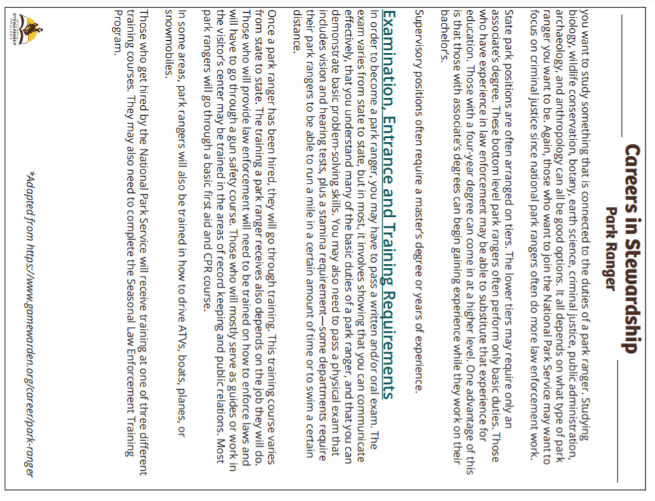 Careers in Stewardship
Park Ranger
you want to study something that is connected to the duties of a park ranger. Studying
biology, wildlife conservation, botany, earth science, criminal justice, public administration,
archaeology, and anthropology can all be good options. It all depends on what type of park
ranger you want to be. Again, those who want to join the National Park Service may want to
focus on criminal justice since national park rangers often do more law enforcement work.
State park positions are often arranged on tiers. The lower tiers may require only an
associate's degree. These bottom level park rangers often perform only basic duties. Those
who have experience in law enforcement may be able to substitute that experience for
education. Those with a four-year degree can come in at a higher level. One advantage of this
is that those with associate's degrees can begin gaining experience while they work on their
bachelor's.
Supervisory positions often require a master's degree or years of experience.
Examination, Entrance and Training Requirements
In order to become a park ranger, you may have to pass a written and/or oral exam. The
exam varies from state to state, but in most, it involves showing that you can communicate
effectively, that you understand many of the basic duties of a park ranger, and that you can
demonstrate basic problem-solving skills. You may also need to pass a physical exam that
includes vision and hearing tests, plus a stamina requirement—some departments require
their park rangers to be able to run a mile in a certain amount of time or to swim a certain
distance.
Once a park ranger has been hired, they will go through training. This training course varies
from state to state. The training a park ranger receives also depends on the job they will do.
Those who will provide law enforcement will need to be trained on how to enforce laws and
will have to go through a gun safety course. Those who will mostly serve as guides or work in
the visitor's center may be trained in the areas of record keeping and public relations. Most
park rangers will go through a basic first aid and CPR course.
In some areas, park rangers will also be trained in how to drive ATVs, boats, planes, or
snowmobiles.
Those who get hired by the National Park Service will receive training at one of three different
training courses. They may also need to complete the Seasonal Law Enforcement Training
Program.
*Adapted from https://www.gamewarden.org/career/park-ranger